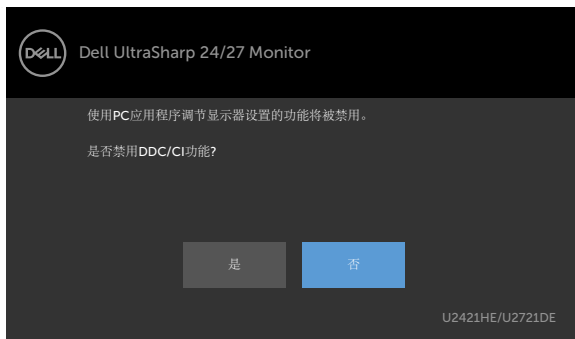 DELL
Dell UltraSharp 24/27 Monitor
使用PC应用程序调节显示器设置的功能将被禁用。
是否禁用DDC/CI功能?
是
否
U2421HE/U2721DE